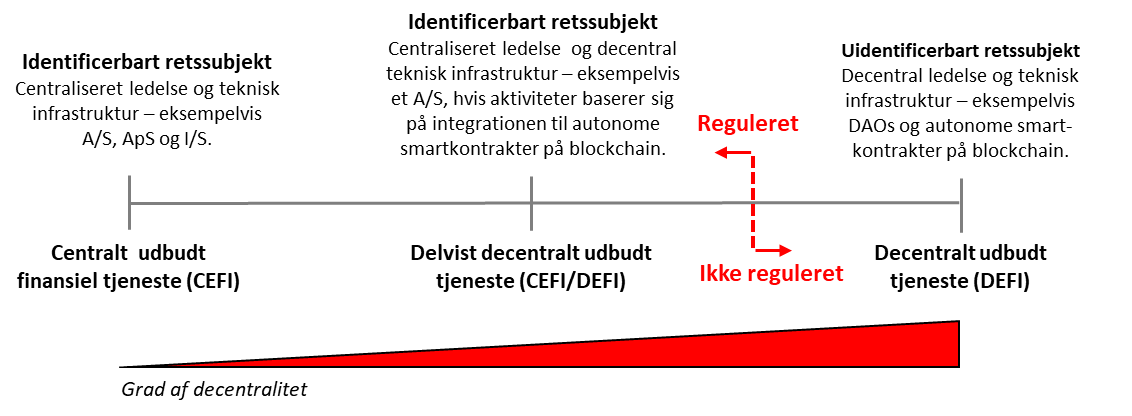 Identificerbart retssubjekt
Centraliseret ledelse og teknisk
infrastruktur – eksempelvis
A/S, ApS og I/S.
Identificerbart retssubjekt
Centraliseret ledelse og decentral
teknisk infrastruktur – eksempelvis
et A/S, hvis aktiviteter baserer sig
på integrationen til autonome
smartkontrakter på blockchain.
Uidentificerbart retssubjekt
Decentral ledelse og teknisk
infrastruktur – eksempelvis
DAOs og autonome smart-
kontrakter på blockchain.
Reguleret
Ikke reguleret
Centralt udbudt
finansiel tjeneste (CEFI)
Delvist decentralt udbudt
tjeneste (CEFI/DEFI)
Decentralt udbudt
tjeneste (DEFI)
Grad af decentralitet